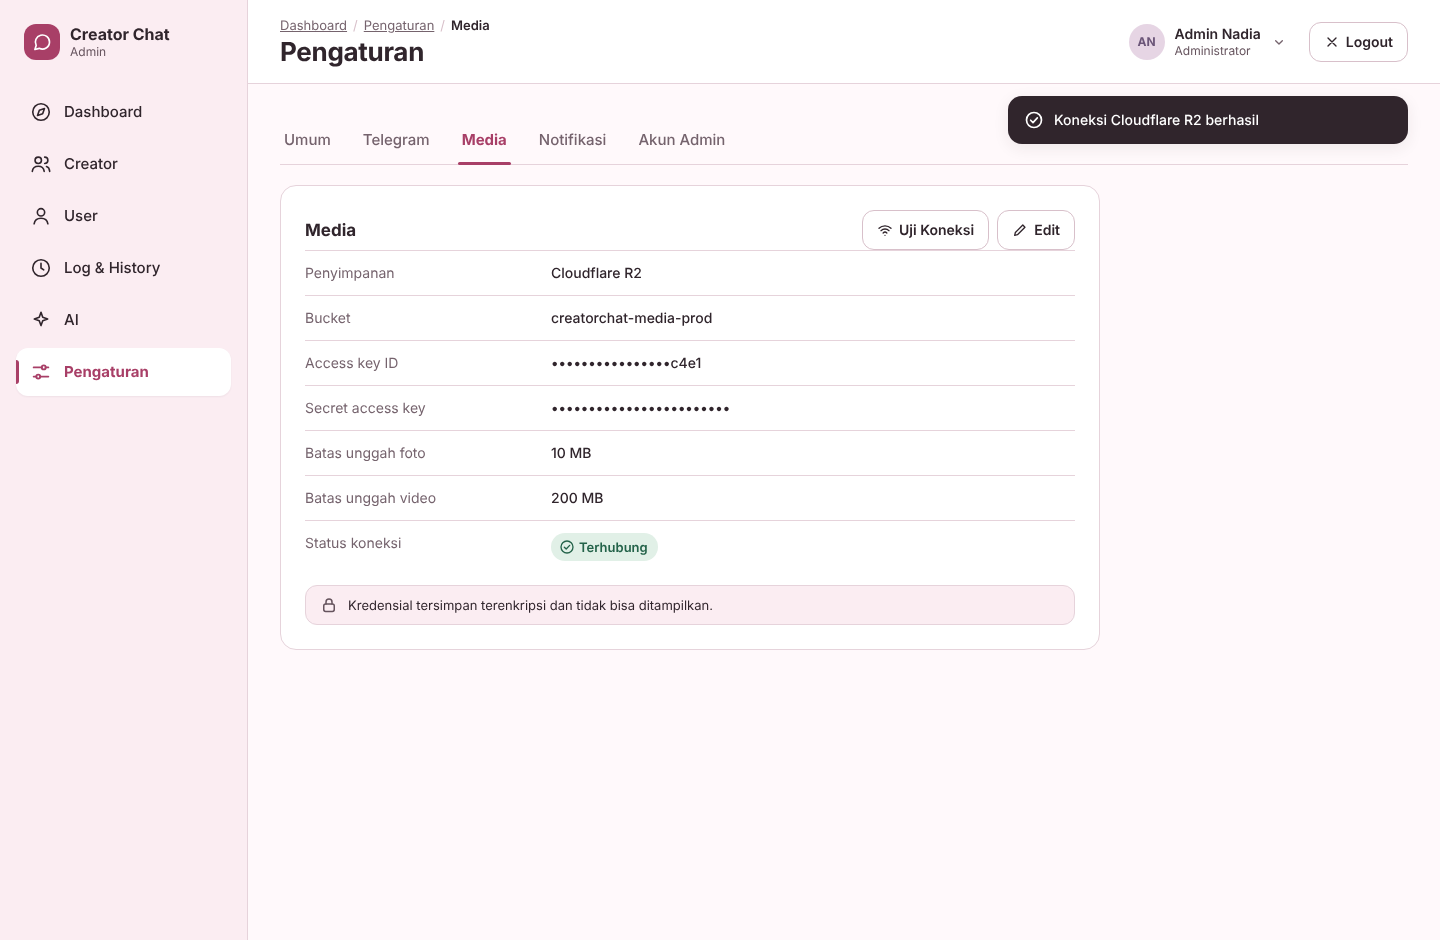 Creator Chat
Admin
Dashboard
Creator
User
Log & History
AI
Pengaturan
Dashboard / Pengaturan / Media
Pengaturan
AN
Admin Nadia
Administrator
Logout
Koneksi Cloudflare R2 berhasil
Umum Telegram Media Notifikasi Akun Admin
Media
Uji Koneksi
Edit
Penyimpanan Cloudflare R2
Bucket creatorchat-media-prod
Access key ID ••••••••••••••••c4e1
Secret access key ••••••••••••••••••••••••
Batas unggah foto 10 MB
Batas unggah video 200 MB
Status koneksi Terhubung
Kredensial tersimpan terenkripsi dan tidak bisa ditampilkan.